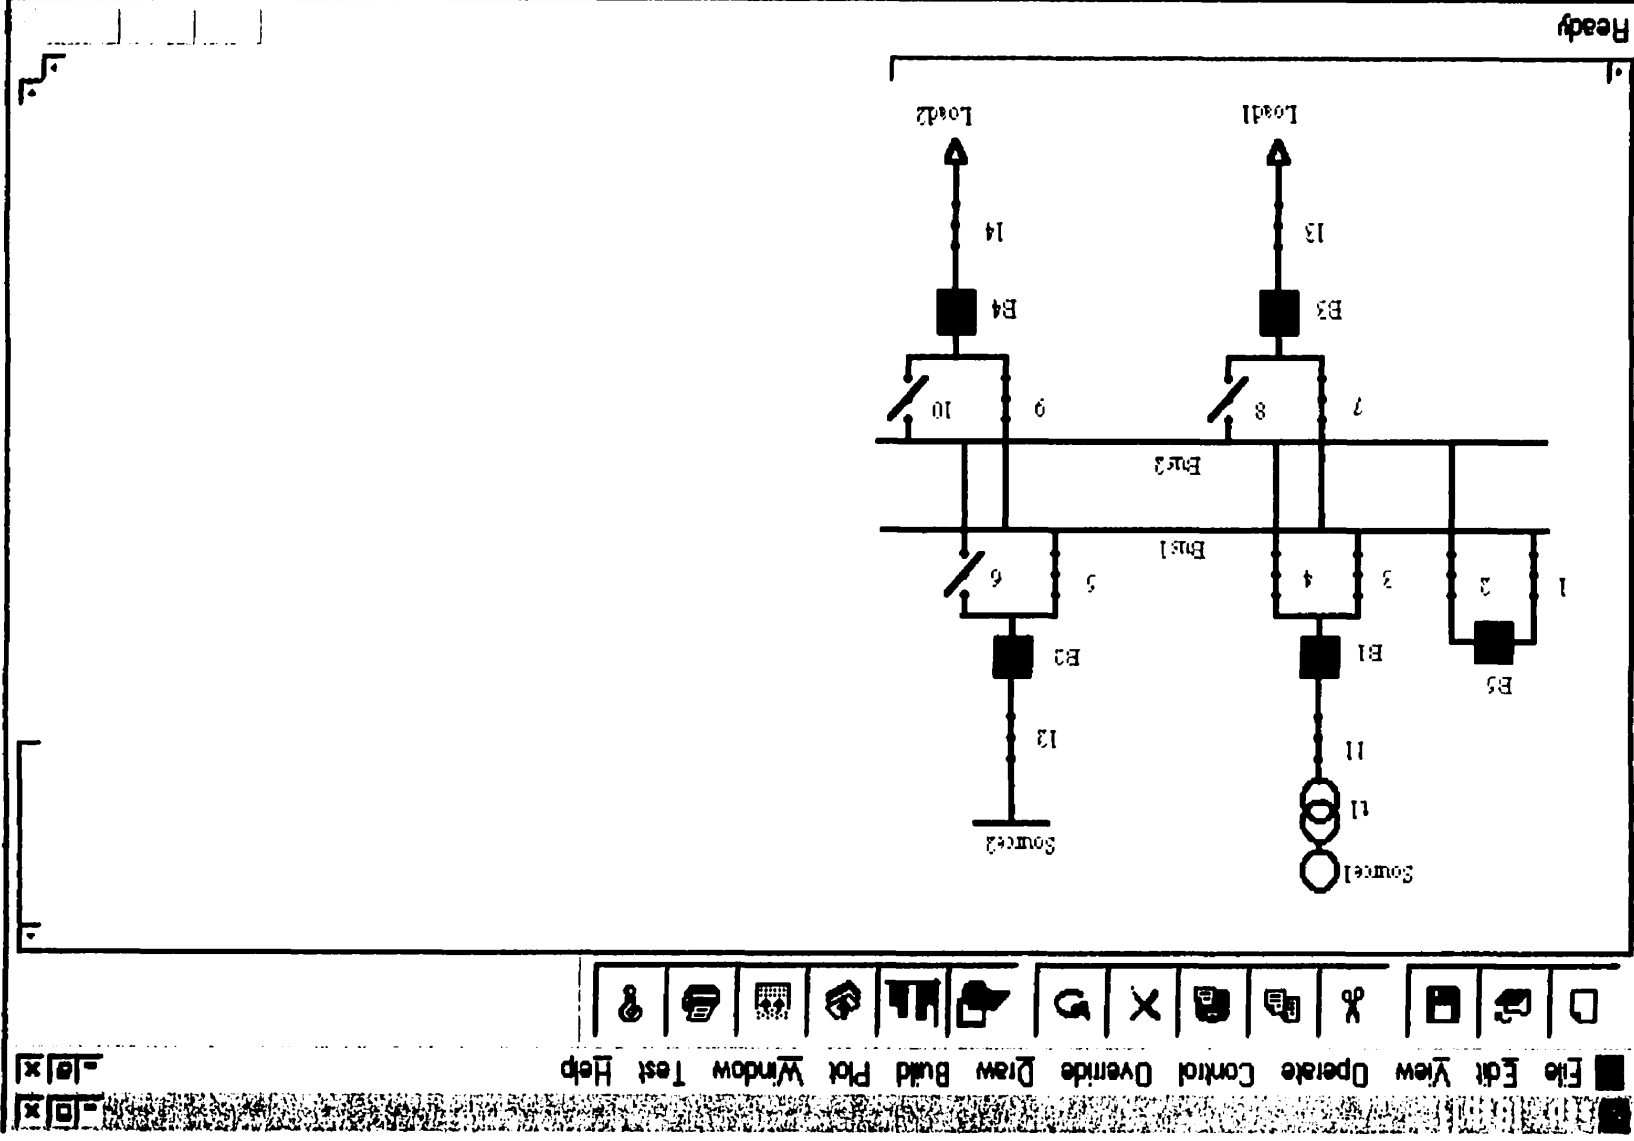 File Edit View Operate Control Override Draw Build Plot Window Test Help
Source1
Source2
t1
11
12
B5
B1
B2
1
2
3
4
5
6
Bus1
Bus2
7
8
9
10
B3
B4
13
14
Load1
Load2
Ready